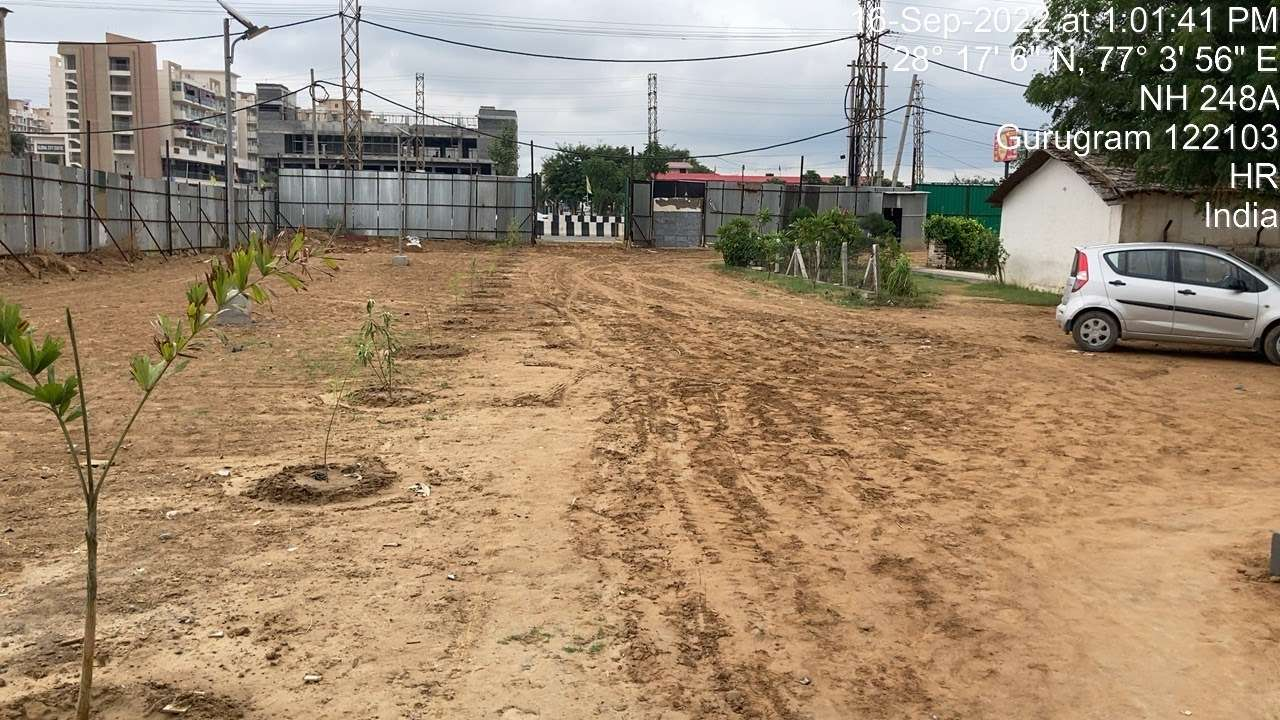 16-Sep-2022 at 1:01:41 PM
28° 17' 6" N, 77° 3' 56" E
NH 248A
Gurugram 122103
HR
India